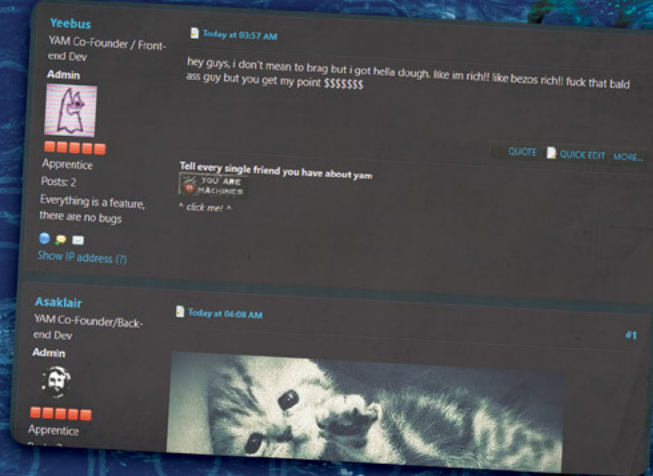 Yeebus
YAM Co-Founder / Front-
end Dev
Admin
Apprentice
Posts: 2
Everything is a feature,
there are no bugs
Show IP address (?)
Today at 03:57 AM
hey guys, i don't mean to brag but i got hella dough. like im rich!! like bezos rich!! fuck that bald
ass guy but you get my point $$$$$$$
QUOTE QUICK EDIT MORE...
Tell every single friend you have about yam
YOU ARE
MACHINES
^ click me! ^
Asaklair
YAM Co-Founder/Back-
end Dev
Admin
Apprentice
Today at 04:08 AM
#1